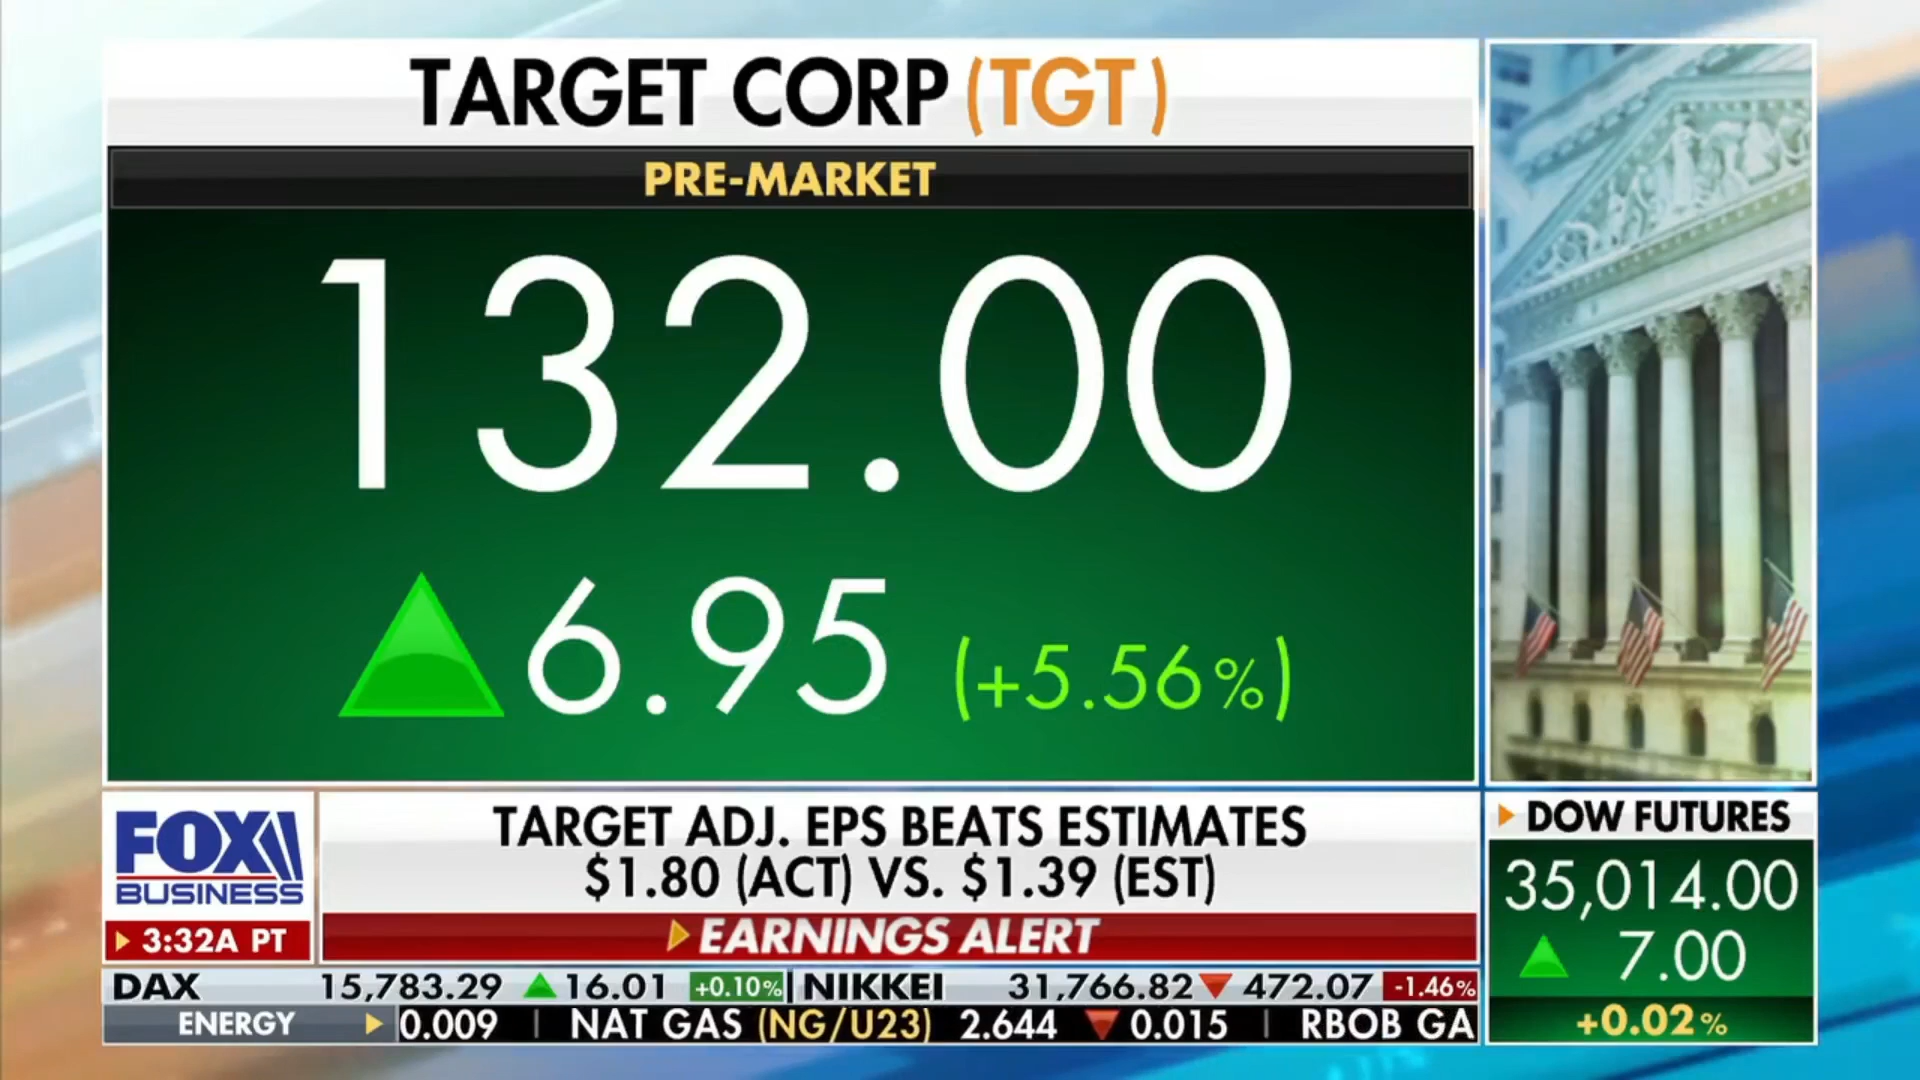 TARGET CORP (TGT)
PRE-MARKET
132.00
6.95 (+5.56%)
FOX
BUSINESS
3:32A PT
TARGET ADJ. EPS BEATS ESTIMATES
$1.80 (ACT) VS. $1.39 (EST)
EARNINGS ALERT
DOW FUTURES
35,014.00
7.00
+0.02%
DAX 15,783.29 16.01 +0.10% NIKKEI 31,766.82 472.07 -1.46%
ENERGY 0.009 | NAT GAS (NG/U23) 2.644 0.015 | RBOB GA